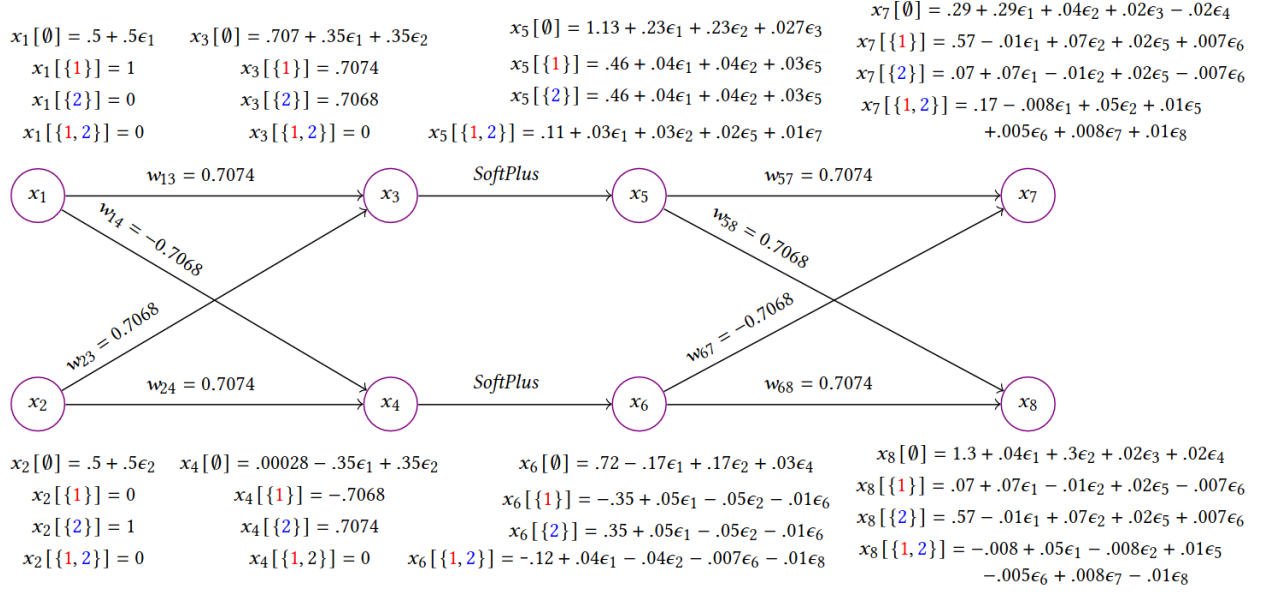 x₁[∅] = .5 + .5ϵ₁
x₁[{1}] = 1
x₁[{2}] = 0
x₁[{1, 2}] = 0
x₃[∅] = .707 + .35ϵ₁ + .35ϵ₂
x₃[{1}] = .7074
x₃[{2}] = .7068
x₃[{1, 2}] = 0
x₅[∅] = 1.13 + .23ϵ₁ + .23ϵ₂ + .027ϵ₃
x₅[{1}] = .46 + .04ϵ₁ + .04ϵ₂ + .03ϵ₅
x₅[{2}] = .46 + .04ϵ₁ + .04ϵ₂ + .03ϵ₅
x₅[{1, 2}] = .11 + .03ϵ₁ + .03ϵ₂ + .02ϵ₅ + .01ϵ₇
x₇[∅] = .29 + .29ϵ₁ + .04ϵ₂ + .02ϵ₃ − .02ϵ₄
x₇[{1}] = .57 − .01ϵ₁ + .07ϵ₂ + .02ϵ₅ + .007ϵ₆
x₇[{2}] = .07 + .07ϵ₁ − .01ϵ₂ + .02ϵ₅ − .007ϵ₆
x₇[{1, 2}] = .17 − .008ϵ₁ + .05ϵ₂ + .01ϵ₅
+.005ϵ₆ + .008ϵ₇ + .01ϵ₈
x₁
w₁₃ = 0.7074
x₃
SoftPlus
x₅
w₅₇ = 0.7074
x₇
w₁₄ = −0.7068
w₅₈ = 0.7068
w₂₃ = 0.7068
w₆₇ = −0.7068
x₂
w₂₄ = 0.7074
x₄
SoftPlus
x₆
w₆₈ = 0.7074
x₈
x₂[∅] = .5 + .5ϵ₂
x₂[{1}] = 0
x₂[{2}] = 1
x₂[{1, 2}] = 0
x₄[∅] = .00028 − .35ϵ₁ + .35ϵ₂
x₄[{1}] = −.7068
x₄[{2}] = .7074
x₄[{1, 2}] = 0
x₆[∅] = .72 − .17ϵ₁ + .17ϵ₂ + .03ϵ₄
x₆[{1}] = −.35 + .05ϵ₁ − .05ϵ₂ − .01ϵ₆
x₆[{2}] = .35 + .05ϵ₁ − .05ϵ₂ − .01ϵ₆
x₆[{1, 2}] = -.12 + .04ϵ₁ − .04ϵ₂ − .007ϵ₆ − .01ϵ₈
x₈[∅] = 1.3 + .04ϵ₁ + .3ϵ₂ + .02ϵ₃ + .02ϵ₄
x₈[{1}] = .07 + .07ϵ₁ − .01ϵ₂ + .02ϵ₅ − .007ϵ₆
x₈[{2}] = .57 − .01ϵ₁ + .07ϵ₂ + .02ϵ₅ + .007ϵ₆
x₈[{1, 2}] = −.008 + .05ϵ₁ − .008ϵ₂ + .01ϵ₅
−.005ϵ₆ + .008ϵ₇ − .01ϵ₈